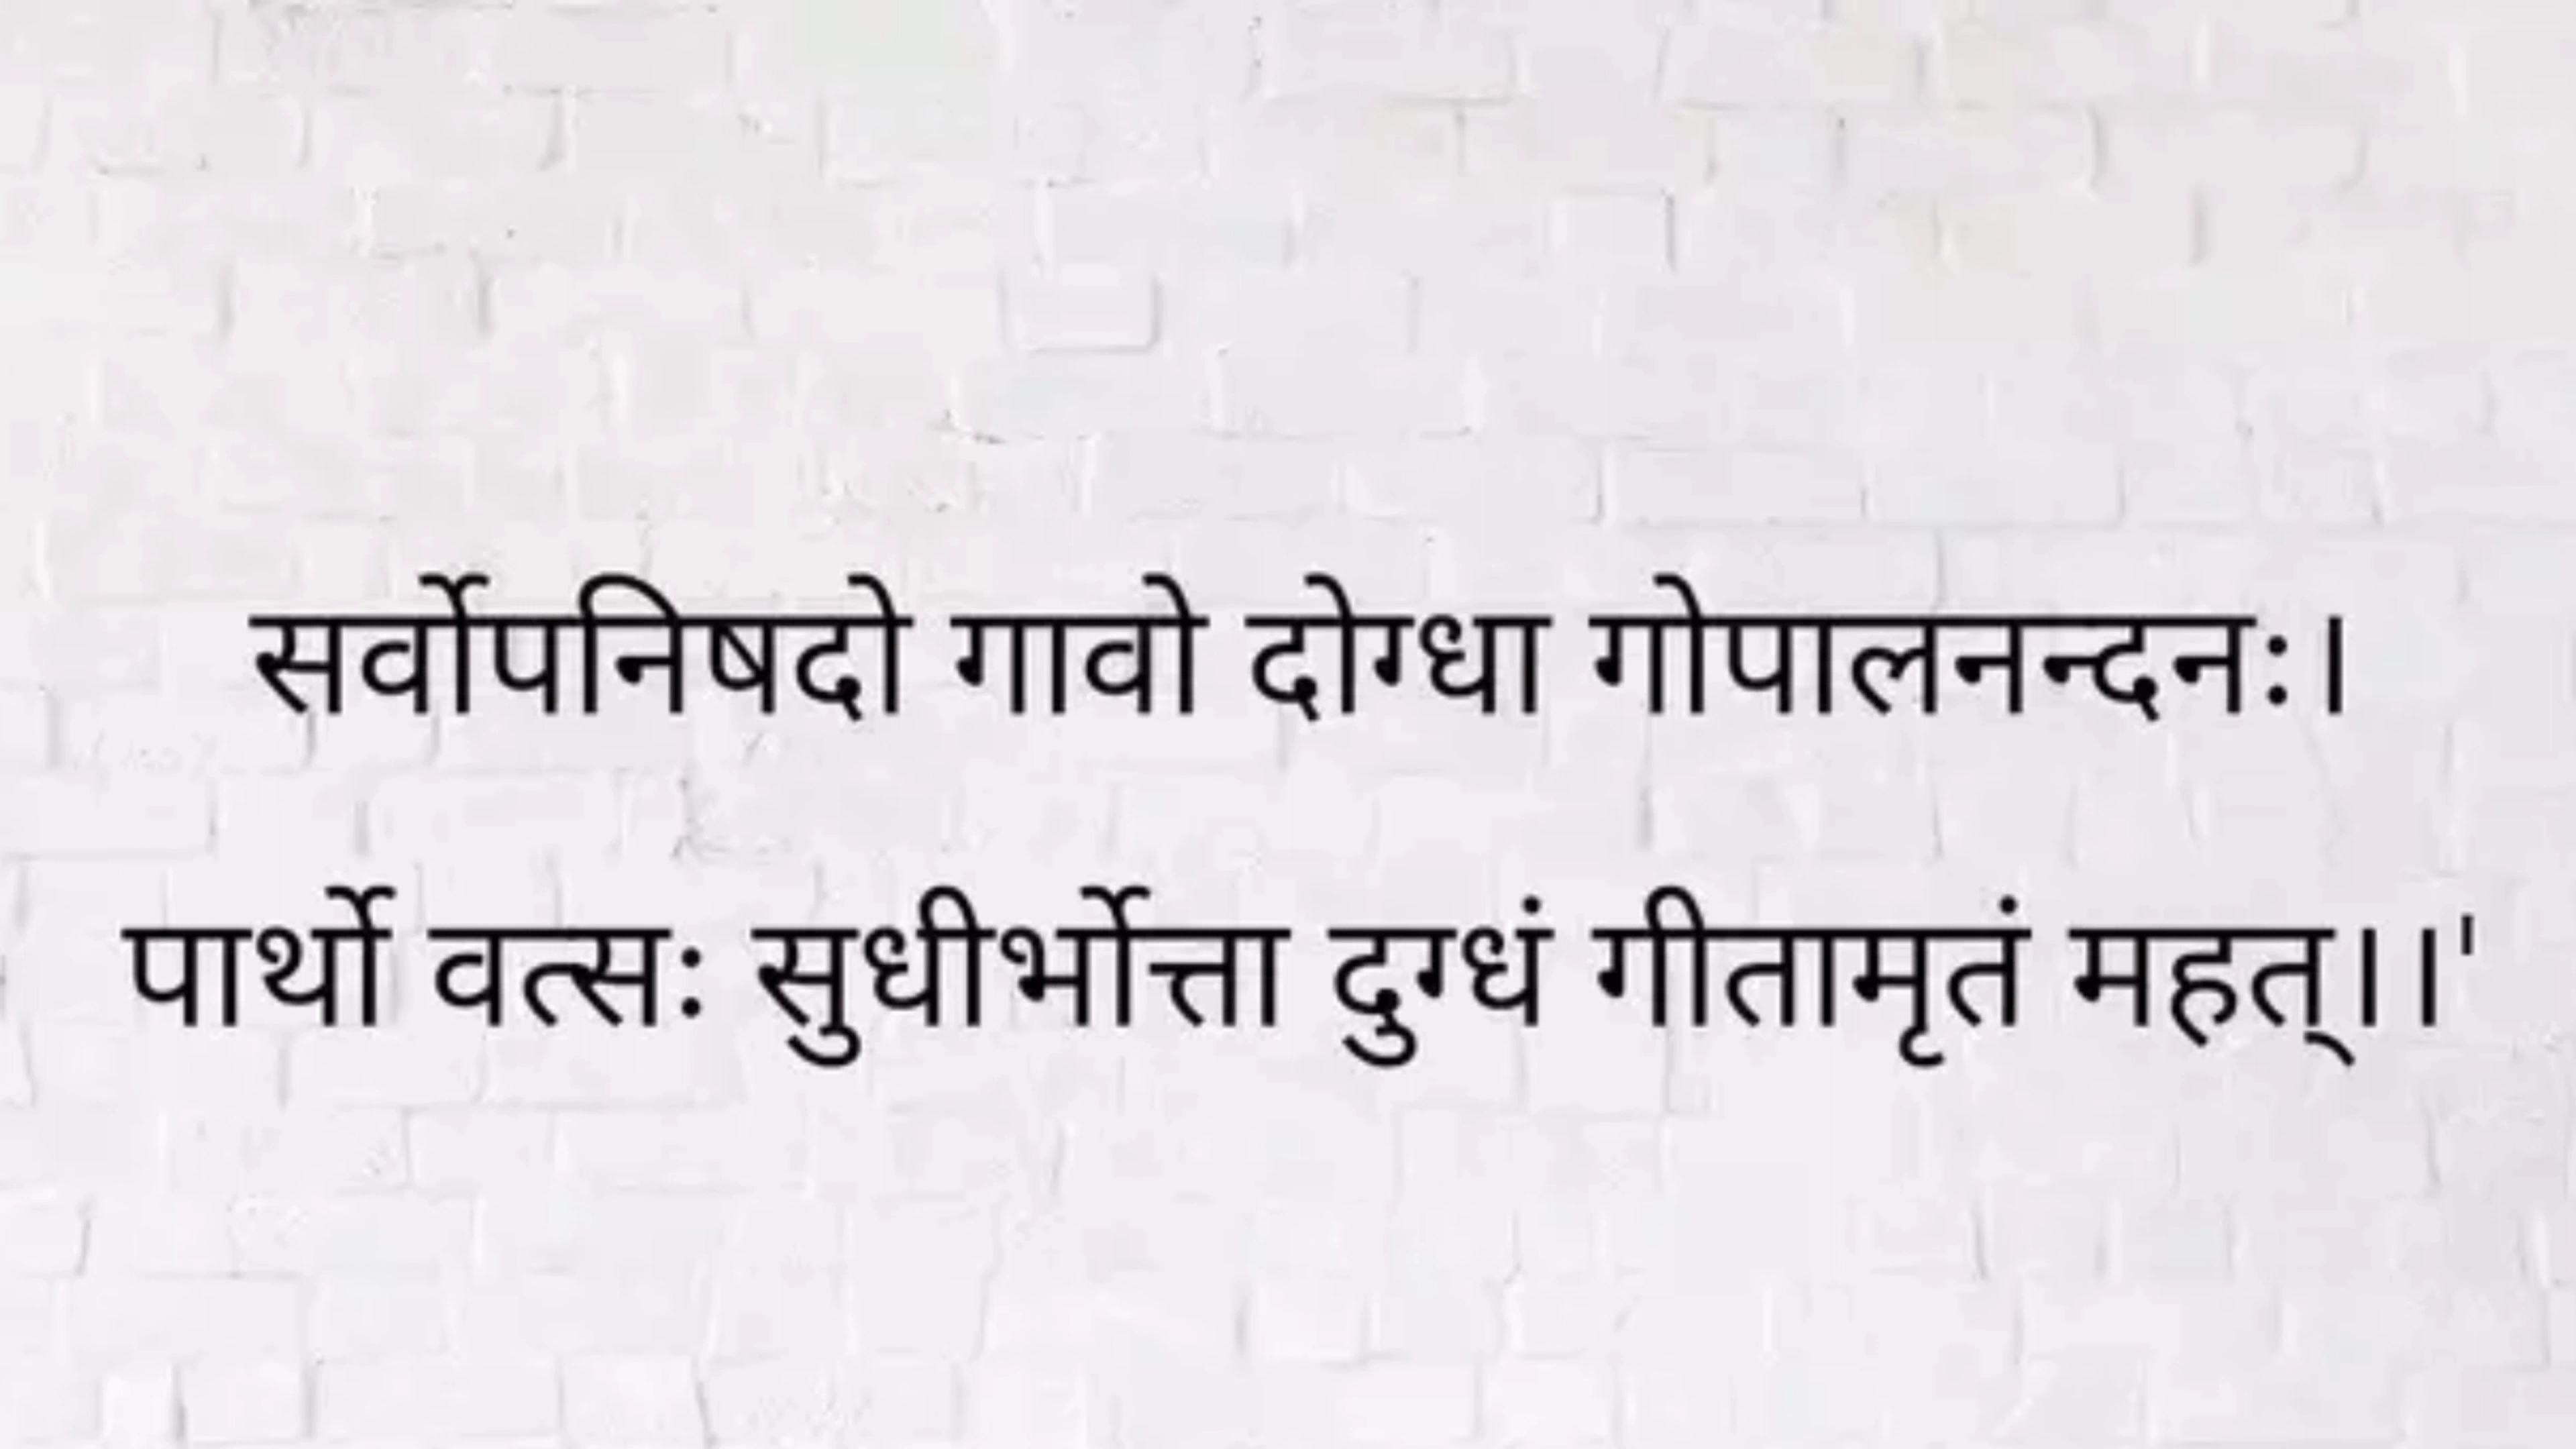 सर्वोपनिषदो गावो दोग्धा गोपालनन्दनः।
पार्थो वत्सः सुधीर्भोत्ता दुग्धं गीतामृतं महत्।।'